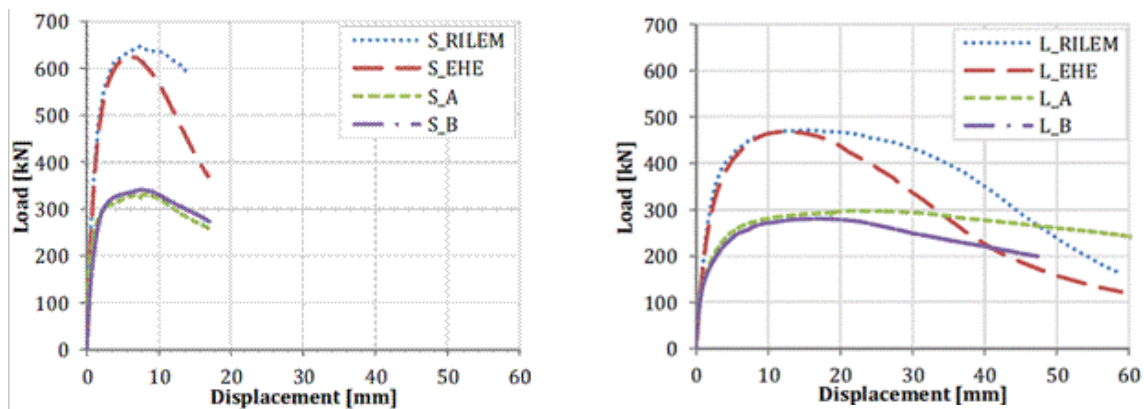 700
600
500
400
300
200
100
0
Load [kN]
S_RILEM
S_EHE
S_A
S_B
0 10 20 30 40 50 60
Displacement [mm]
700
600
500
400
300
200
100
0
Load [kN]
L_RILEM
L_EHE
L_A
L_B
0 10 20 30 40 50 60
Displacement [mm]